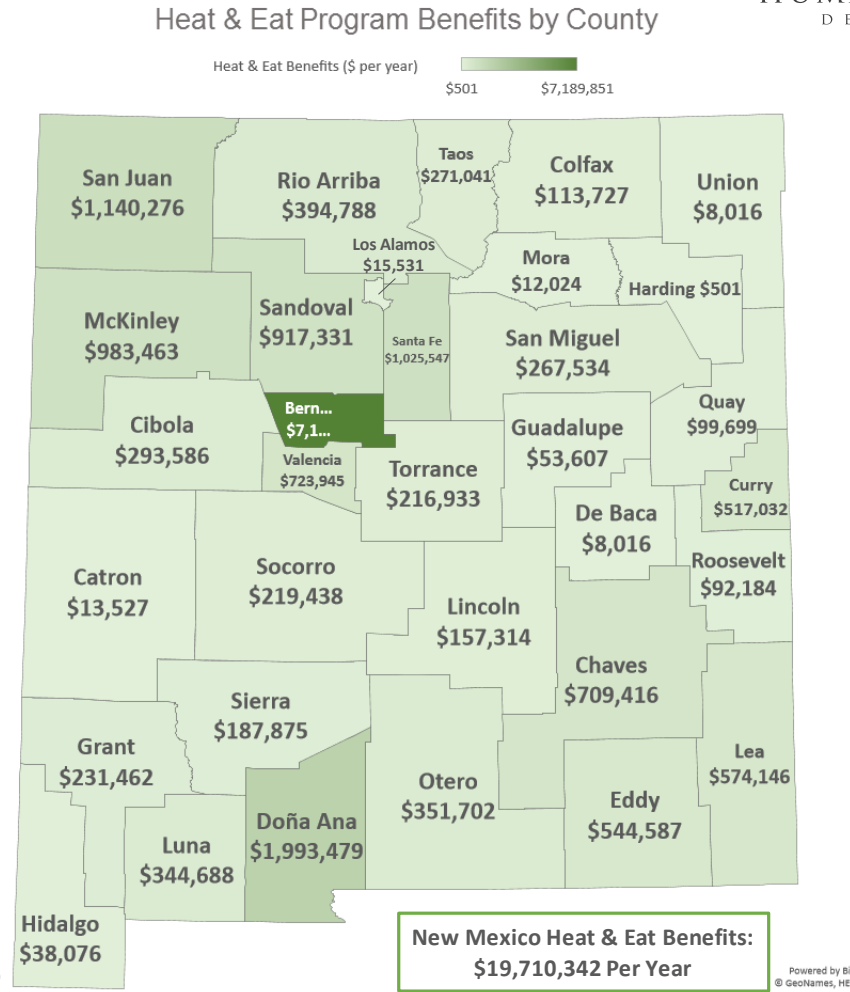 Heat & Eat Program Benefits by County
D E
Heat & Eat Benefits ($ per year)
$501 $7,189,851
San Juan
$1,140,276
Rio Arriba
$394,788
Taos
$271,041
Colfax
$113,727
Union
$8,016
Los Alamos
$15,531
Mora
$12,024
Harding $501
McKinley
$983,463
Sandoval
$917,331
Santa Fe
$1,025,547
San Miguel
$267,534
Quay
$99,699
Cibola
$293,586
Bern...
$7,1...
Valencia
$723,945
Torrance
$216,933
Guadalupe
$53,607
Curry
$517,032
De Baca
$8,016
Roosevelt
$92,184
Catron
$13,527
Socorro
$219,438
Lincoln
$157,314
Chaves
$709,416
Sierra
$187,875
Grant
$231,462
Otero
$351,702
Lea
$574,146
Eddy
$544,587
Doña Ana
$1,993,479
Luna
$344,688
Hidalgo
$38,076
New Mexico Heat & Eat Benefits:
$19,710,342 Per Year
Powered by Bi
© GeoNames, HE